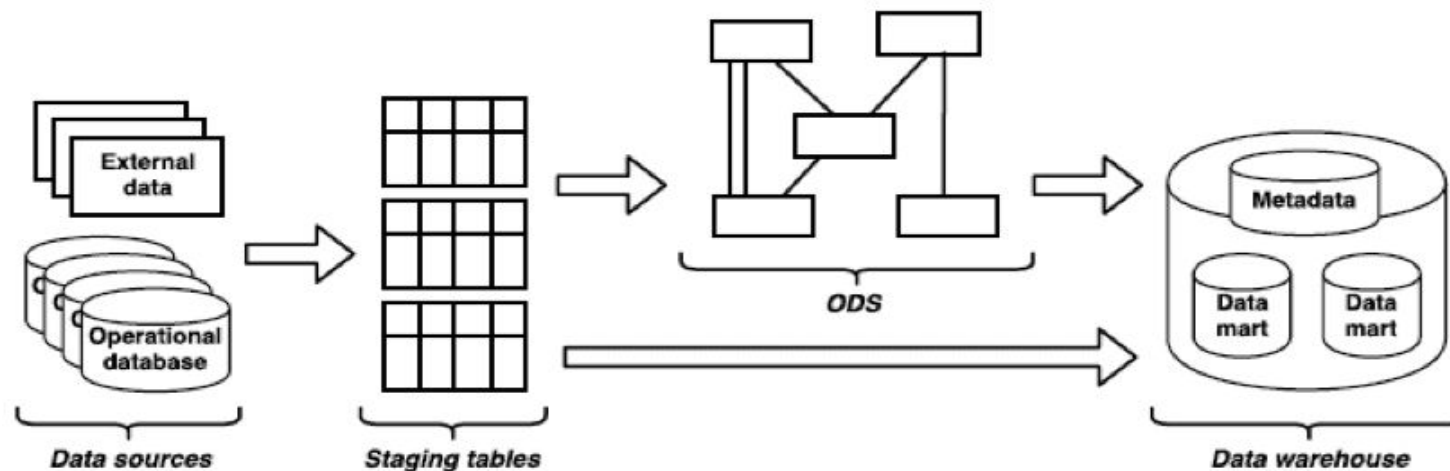 External
data
Operational
database
Data sources
Staging tables
ODS
Metadata
Data
mart
Data
mart
Data warehouse